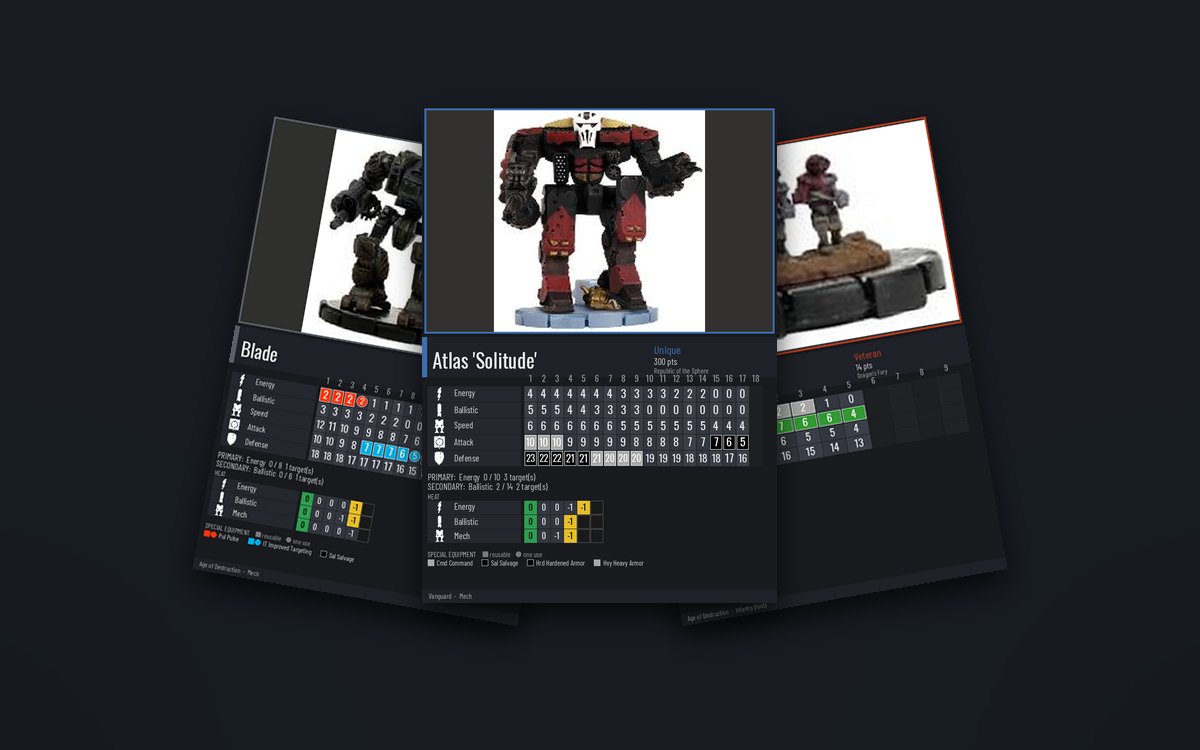 Blade
1 2 3 4 5 6 7 8
Energy 2 2 2 2 1 1 1 1
Ballistic 3 3 3 3 2 2 2 0
Speed 12 11 10 10 9 9 8 8
Attack 10 10 9 8 7 7 7 6 5
Defense 18 18 18 17 17 17 16 15
PRIMARY: Energy 0/8 1 target(s)
SECONDARY: Ballistic 0/6 1 target(s)
HEAT
Energy 0 0 0 0 -1
Ballistic 0 0 0 -1 -1
Mech 0 0 0 0 -1
SPECIAL EQUIPMENT reusable one use
Pul Pulse IT Improved Targeting Sal Salvage
Age of Destruction - Mech
Atlas 'Solitude'
Unique
300 pts
Republic of the Sphere
1 2 3 4 5 6 7 8 9 10 11 12 13 14 15 16 17 18
Energy 4 4 4 4 4 4 4 3 3 3 3 2 2 2 0 0 0
Ballistic 5 5 5 4 4 3 3 3 3 0 0 0 0 0 0 0 0
Speed 6 6 6 6 6 6 6 5 5 5 5 5 5 5 4 4 4
Attack 10 10 10 9 9 9 9 9 9 8 8 8 7 7 7 6 5
Defense 23 22 22 21 21 21 20 20 20 19 19 19 19 18 18 18 18
PRIMARY: Energy 0/10 3 target(s)
SECONDARY: Ballistic 2/14 2 target(s)
HEAT
Energy 0 0 0 -1 -1
Ballistic 0 0 0 -1
Mech 0 0 -1 -1
SPECIAL EQUIPMENT reusable one use
Cmd Command Sal Salvage Hrd Hardened Armor Hvy Heavy Armor
Vanguard - Mech
Veteran
14 pts
Dragon's Fury
4 5 6 7 8 9
2 1 0
7 6 6 4
6 5 5 4
16 15 14 13
Age of Destruction - Infantry (foot)